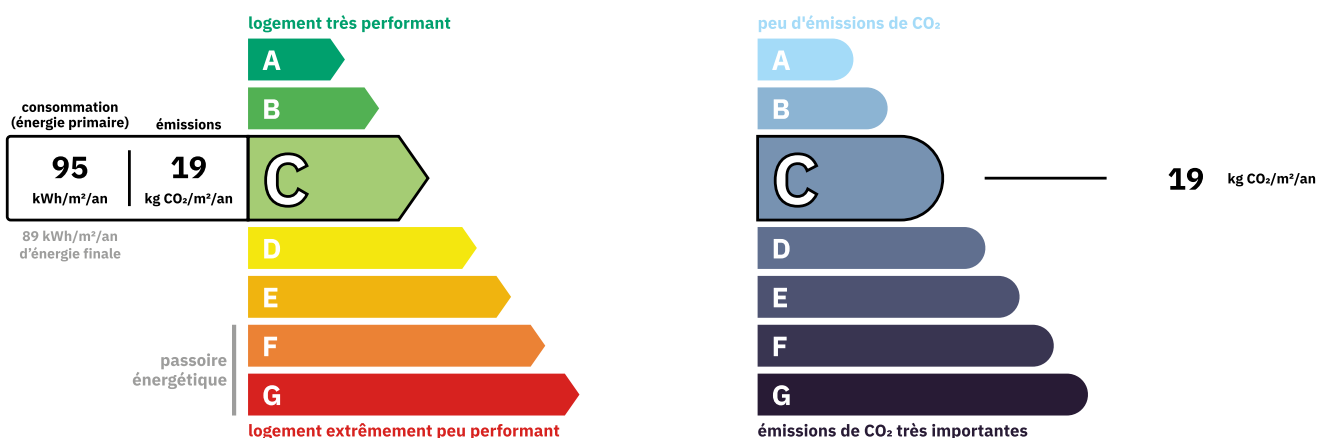 logement très performant
A
B
consommation
(énergie primaire)
émissions
95
kWh/m²/an
19
kg CO₂/m²/an
C
89 kWh/m²/an
d'énergie finale
D
E
passoire
énergétique
F
G
logement extrêmement peu performant
peu d'émissions de CO₂
A
B
C
19 kg CO₂/m²/an
D
E
F
G
émissions de CO₂ très importantes